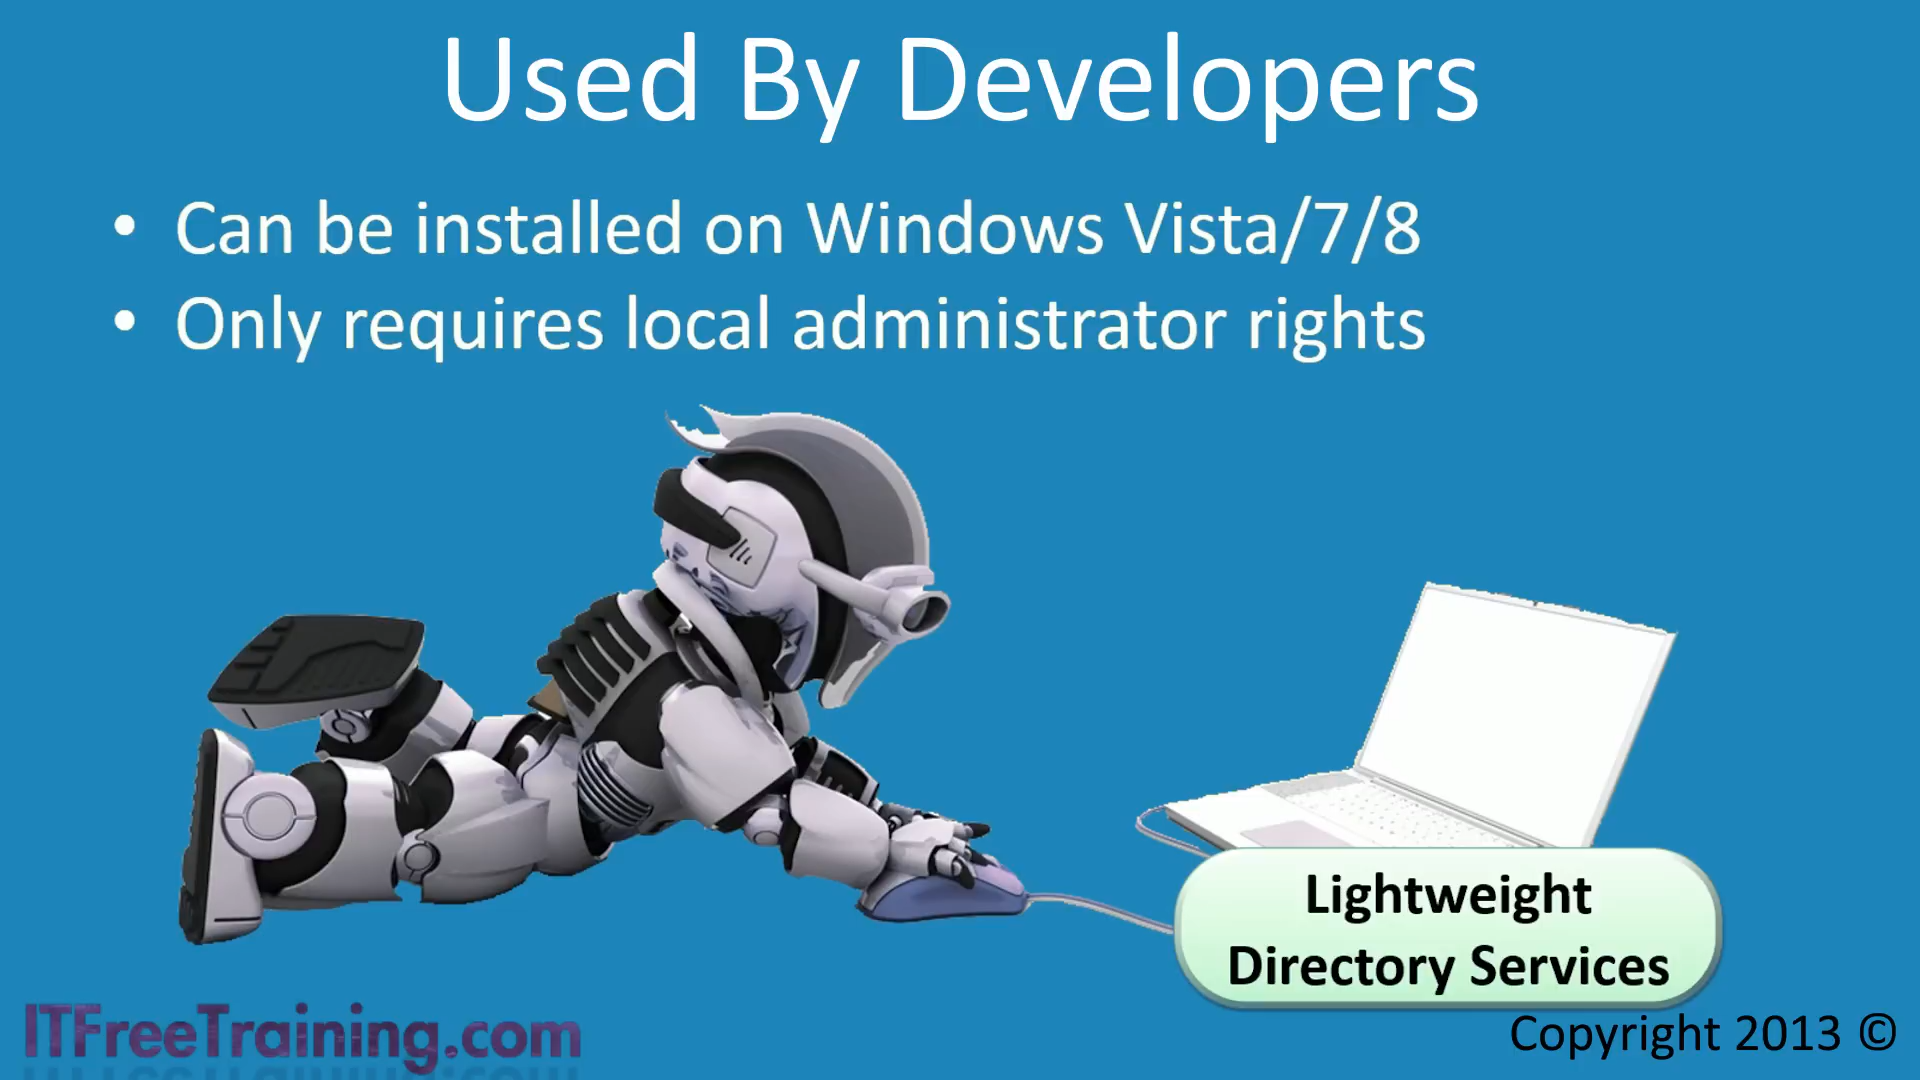 Used By Developers
• Can be installed on Windows Vista/7/8
• Only requires local administrator rights
Lightweight
Directory Services
ITFreeTraining.com
Copyright 2013 ©